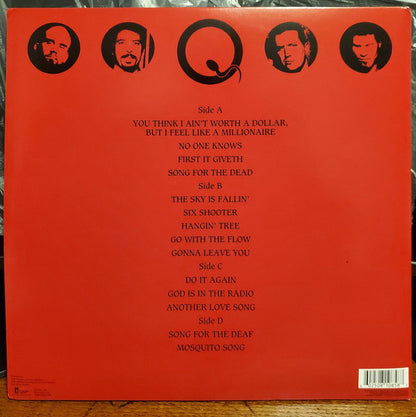 Side A
YOU THINK I AIN'T WORTH A DOLLAR,
BUT I FEEL LIKE A MILLIONAIRE
NO ONE KNOWS
FIRST IT GIVETH
SONG FOR THE DEAD
Side B
THE SKY IS FALLIN'
SIX SHOOTER
HANGIN' TREE
GO WITH THE FLOW
GONNA LEAVE YOU
Side C
DO IT AGAIN
GOD IS IN THE RADIO
ANOTHER LOVE SONG
Side D
SONG FOR THE DEAF
MOSQUITO SONG